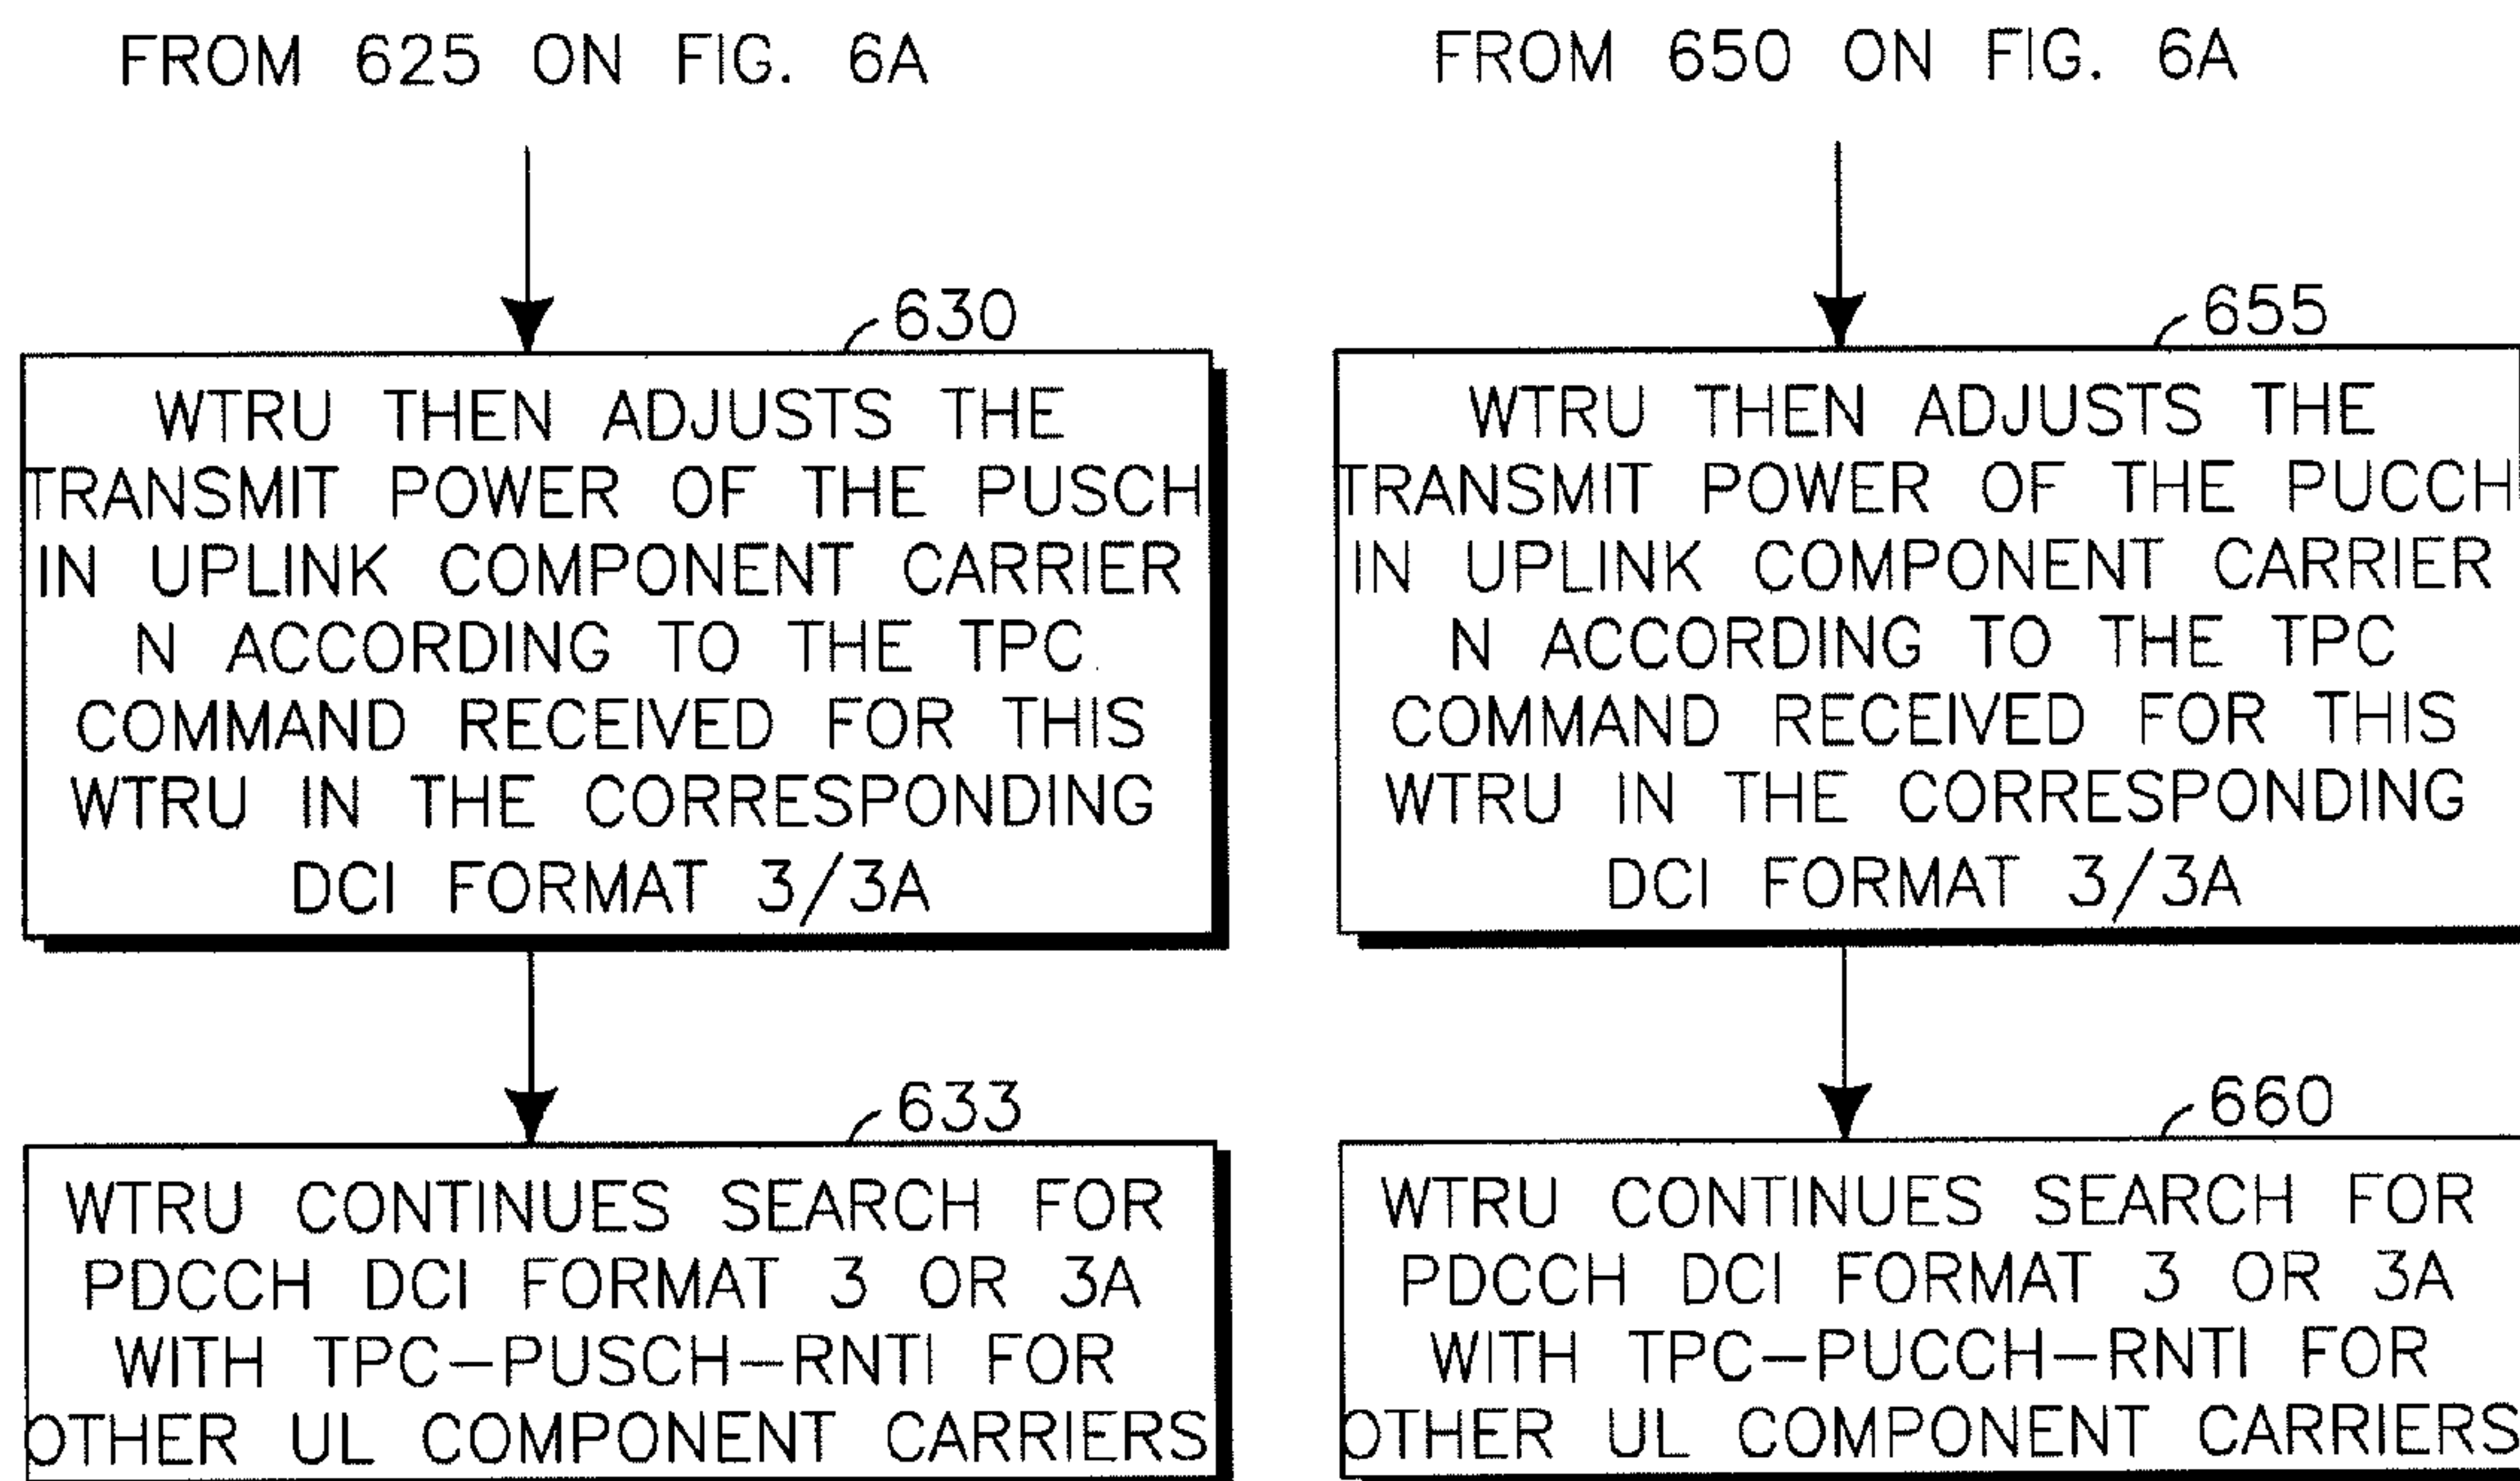 FROM 625 ON FIG. 6A
630
WTRU THEN ADJUSTS THE
TRANSMIT POWER OF THE PUSCH
IN UPLINK COMPONENT CARRIER
N ACCORDING TO THE TPC
COMMAND RECEIVED FOR THIS
WTRU IN THE CORRESPONDING
DCI FORMAT 3/3A
633
WTRU CONTINUES SEARCH FOR
PDCCH DCI FORMAT 3 OR 3A
WITH TPC-PUSCH-RNTI FOR
OTHER UL COMPONENT CARRIERS
FROM 650 ON FIG. 6A
655
WTRU THEN ADJUSTS THE
TRANSMIT POWER OF THE PUCCH
IN UPLINK COMPONENT CARRIER
N ACCORDING TO THE TPC
COMMAND RECEIVED FOR THIS
WTRU IN THE CORRESPONDING
DCI FORMAT 3/3A
660
WTRU CONTINUES SEARCH FOR
PDCCH DCI FORMAT 3 OR 3A
WITH TPC-PUCCH-RNTI FOR
OTHER UL COMPONENT CARRIERS